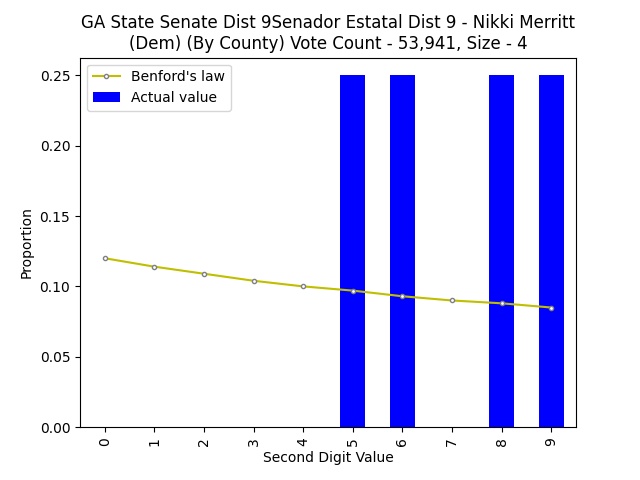 GA State Senate Dist 9Senador Estatal Dist 9 - Nikki Merritt
(Dem) (By County) Vote Count - 53,941, Size - 4
Benford's law
Actual value
Proportion
0.25
0.20
0.15
0.10
0.05
0.00
0 1 2 3 4 5 6 7 8 9
Second Digit Value